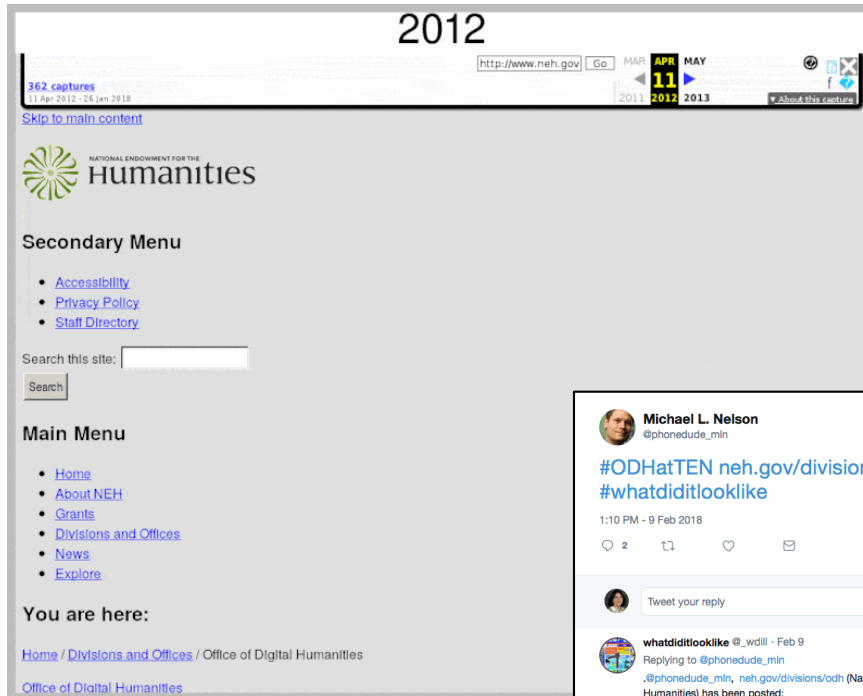 2012
http://www.neh.gov Go MAR APR MAY
11
362 captures
11 Apr 2012 - 26 Jan 2018
2011 2012 2013
▼ About this capture
Skip to main content
NATIONAL ENDOWMENT FOR THE
Humanities
Secondary Menu
• Accessibility
• Privacy Policy
• Staff Directory
Search this site:
Search
Main Menu
• Home
• About NEH
• Grants
• Divisions and Offices
• News
• Explore
You are here:
Home / Divisions and Offices / Office of Digital Humanities
Office of Digital Humanities
Michael L. Nelson
@phonedude_mln
#ODHatTEN neh.gov/division
#whatdiditlooklike
1:10 PM - 9 Feb 2018
2
Tweet your reply
whatdiditlooklike @_wdill · Feb 9
Replying to @phonedude_mln
.@phonedude_mln, neh.gov/divisions/odh (Na
Humanities) has been posted: